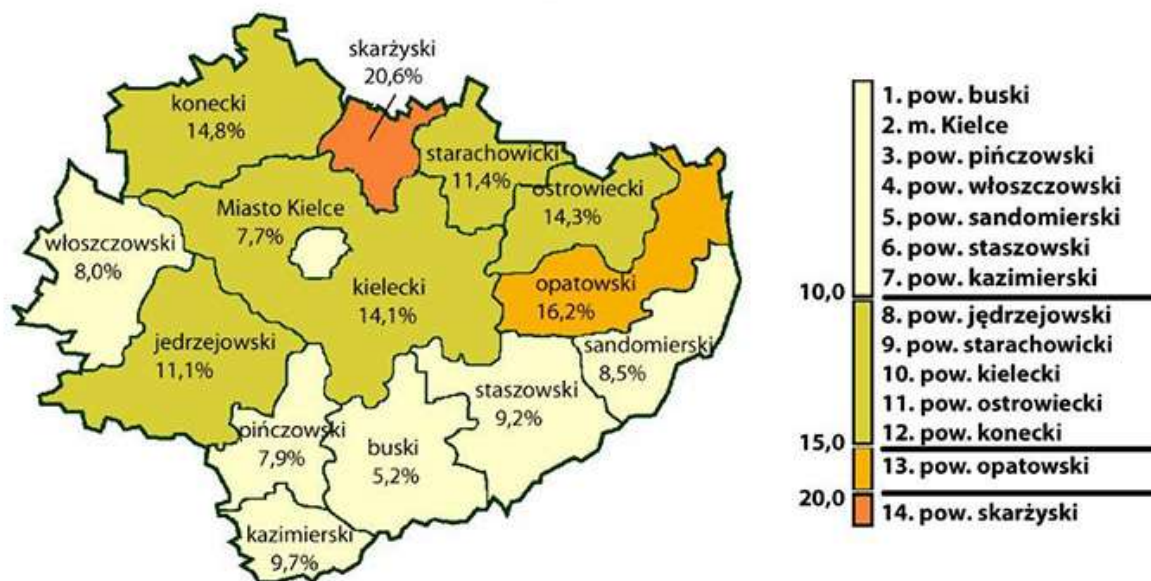 skarżyski
20,6%
konecki
14,8%
starachowicki
11,4%
ostrowiecki
14,3%
Miasto Kielce
7,7%
włoszczowski
8,0%
kielecki
14,1%
opatowski
16,2%
jedrzejowski
11,1%
sandomierski
8,5%
staszowski
9,2%
pińczowski
7,9%
buski
5,2%
kazimierski
9,7%
1. pow. buski
2. m. Kielce
3. pow. pińczowski
4. pow. włoszczowski
5. pow. sandomierski
6. pow. staszowski
7. pow. kazimierski
10,0
8. pow. jędrzejowski
9. pow. starachowicki
10. pow. kielecki
11. pow. ostrowiecki
12. pow. konecki
15,0
13. pow. opatowski
20,0
14. pow. skarżyski